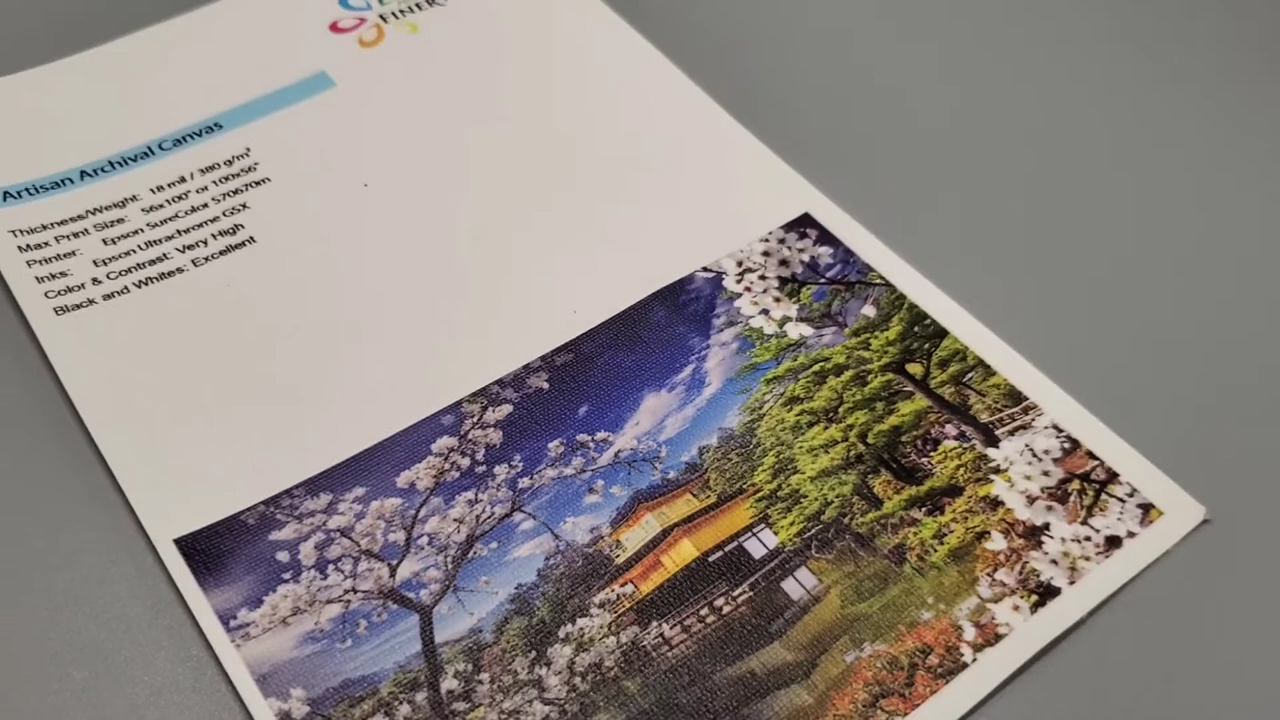 FINER
Artisan Archival Canvas
Thickness/Weight: 18 mil / 380 g/m²
Max Print Size: 56x100" or 100x56"
Printer: Epson SureColor S70670m
Inks: Epson Ultrachrome GSX
Color & Contrast: Very High
Black and Whites: Excellent